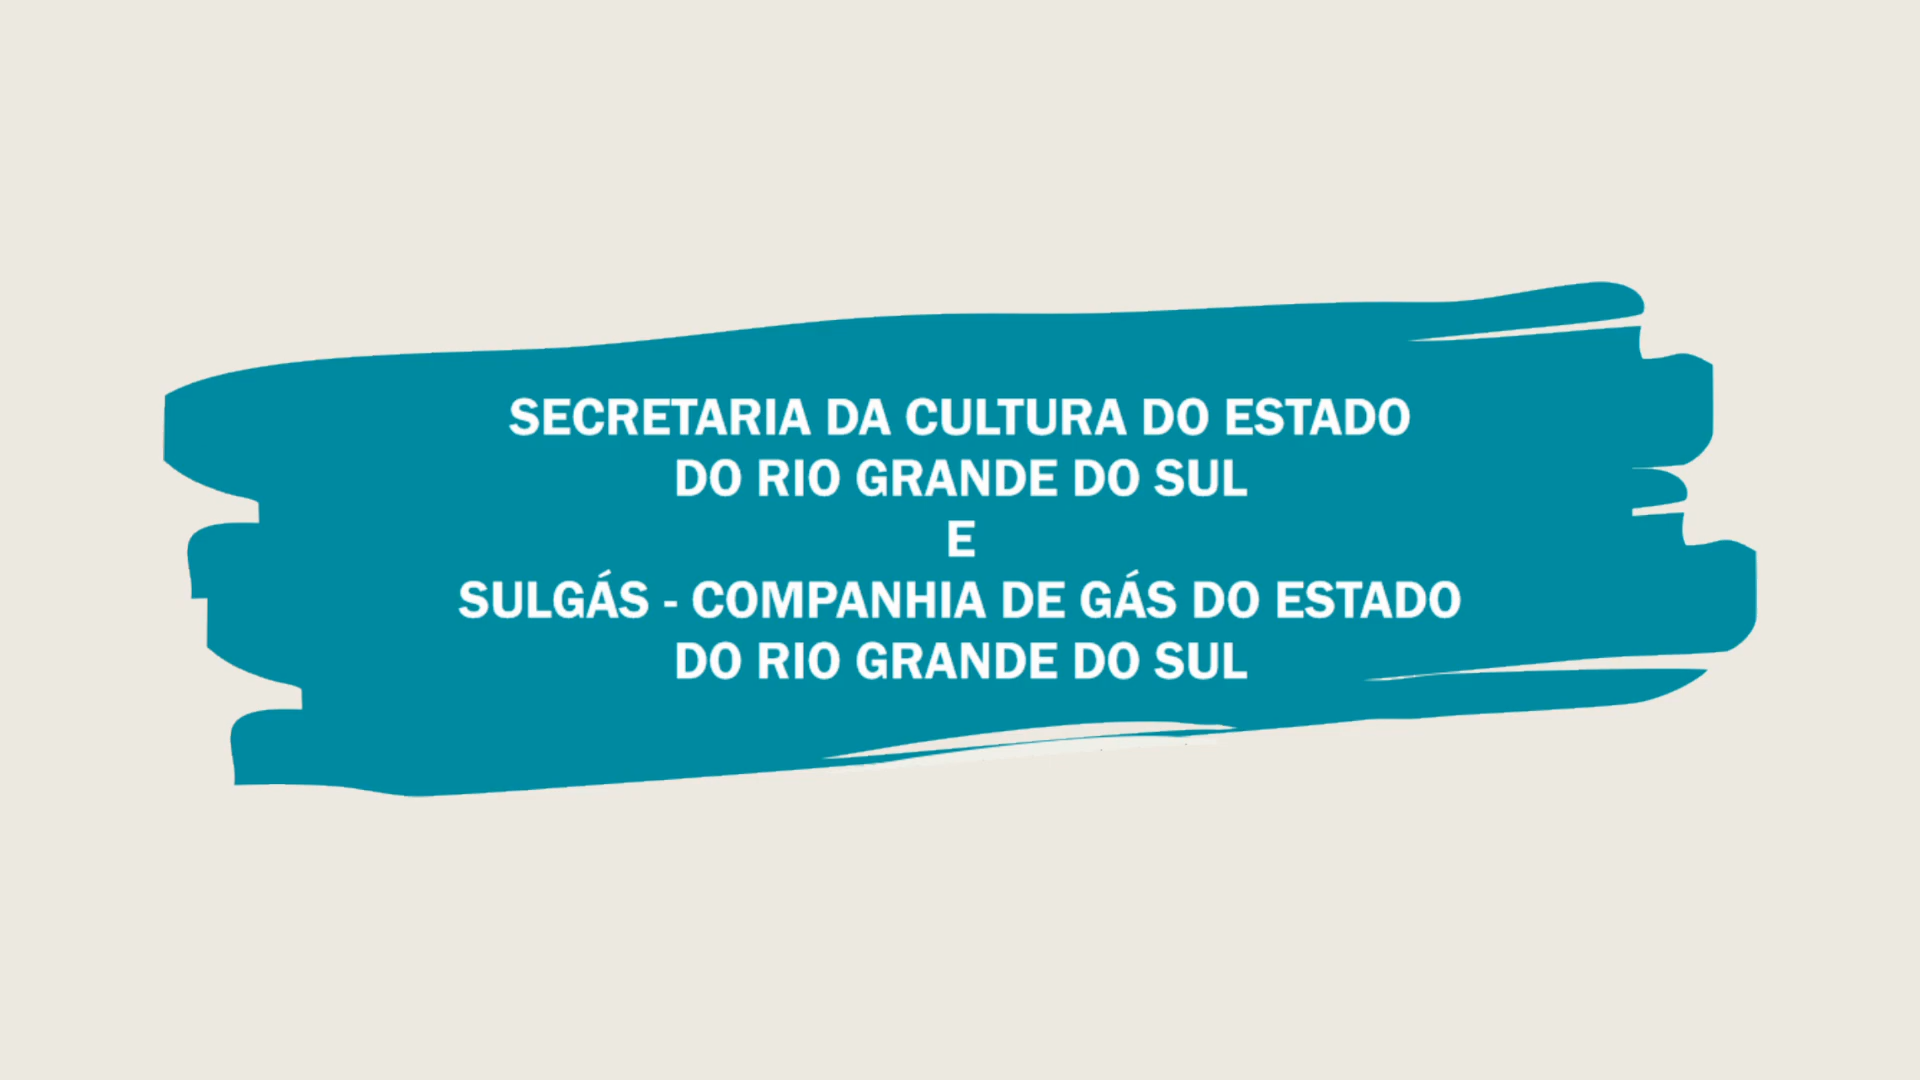 SECRETARIA DA CULTURA DO ESTADO
DO RIO GRANDE DO SUL
E
SULGÁS - COMPANHIA DE GÁS DO ESTADO
DO RIO GRANDE DO SUL